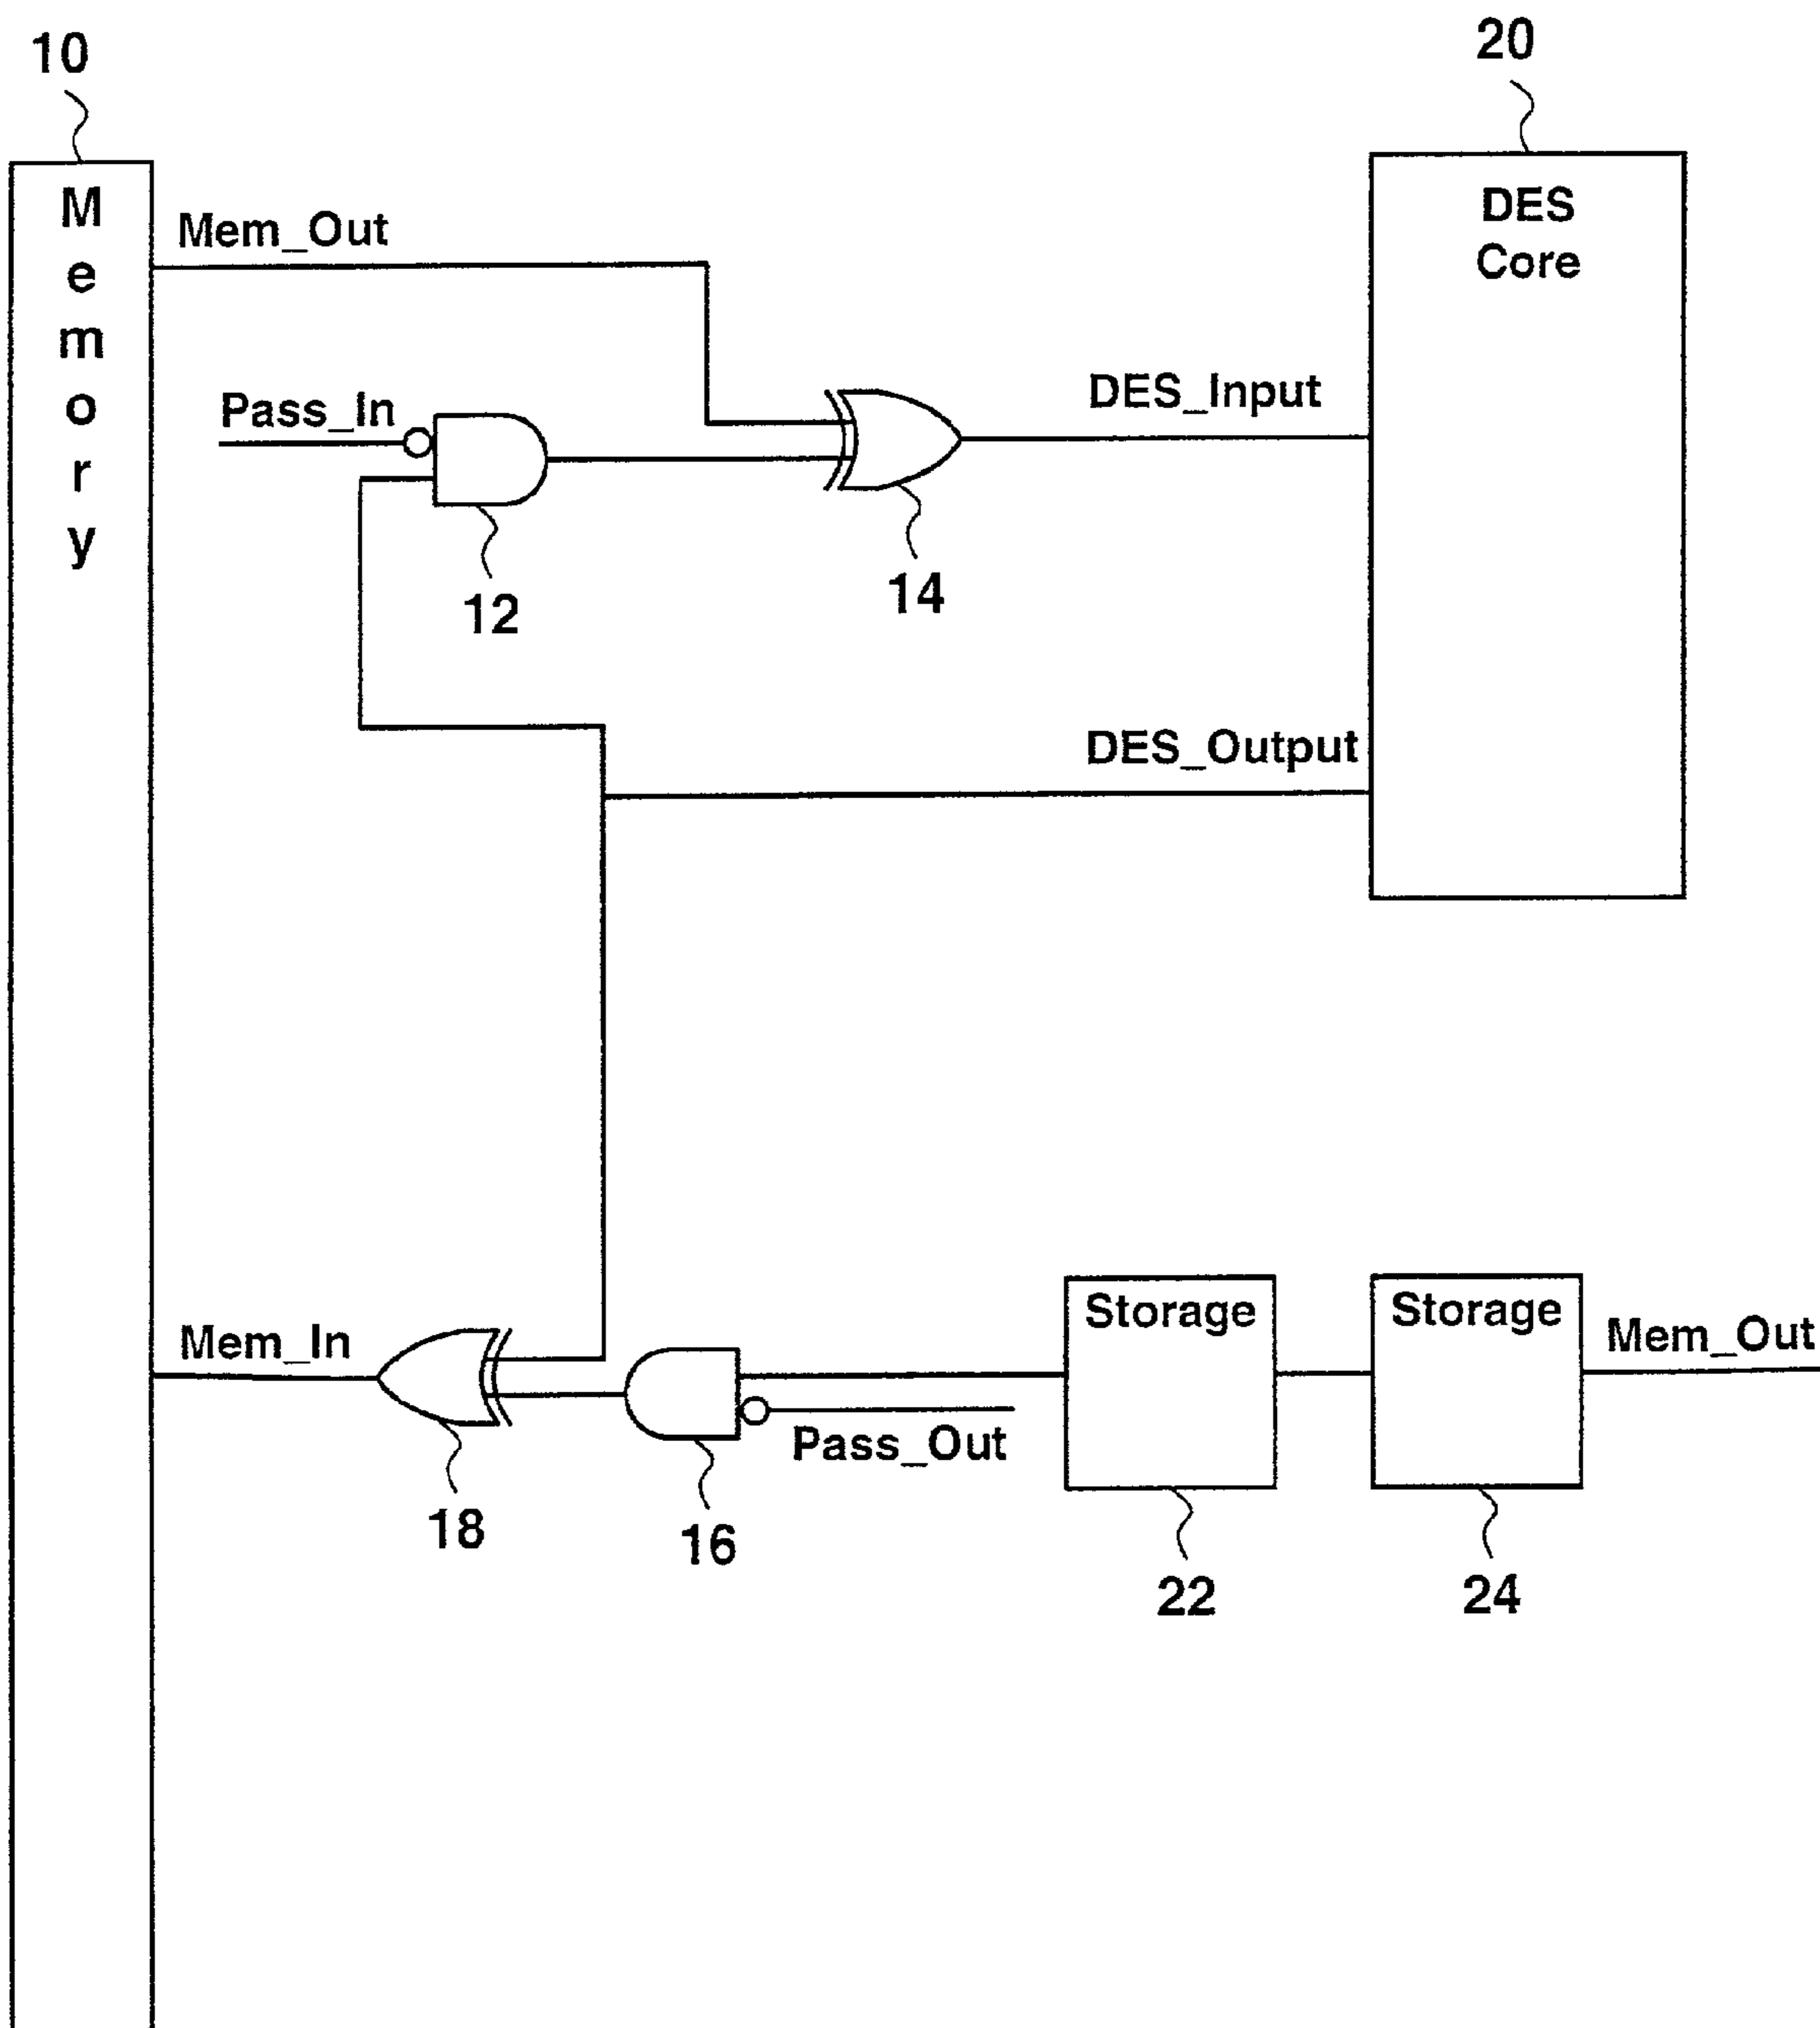 10
20
Memory
DES
Core
Mem_Out
Pass_In
DES_Input
12
14
DES_Output
Storage
Storage
Mem_Out
Mem_In
Pass_Out
18
16
22
24